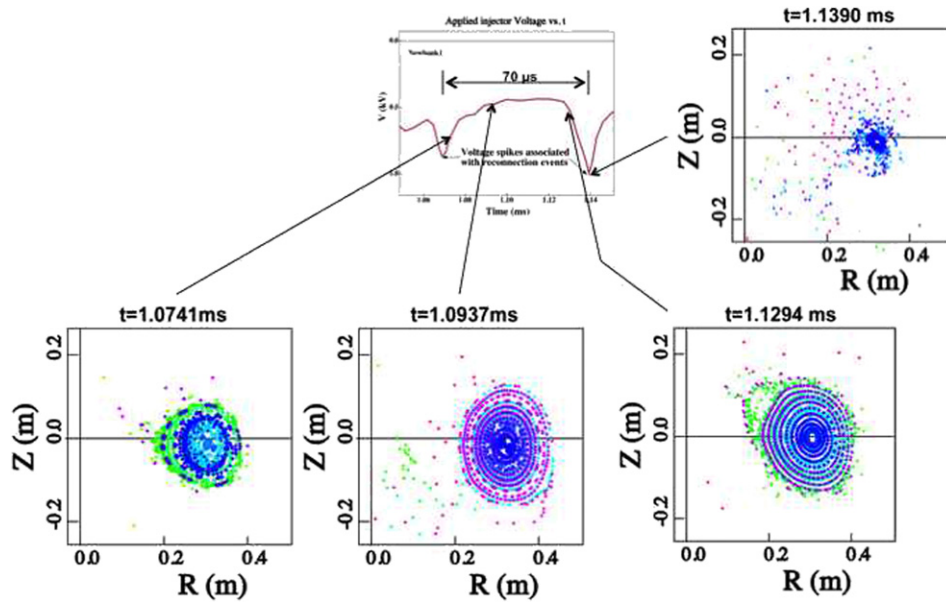 Applied injector Voltage vs. t
t=1.1390 ms
Newbank1
70 µs
V (kV)
Voltage spikes associated
with reconnection events
1.06
1.08
1.10
1.12
1.14
Time (ms)
0.2
0.0
-0.2
Z (m)
0.0
0.2
0.4
R (m)
t=1.0741ms
0.2
0.0
-0.2
Z (m)
0.0
0.2
0.4
R (m)
t=1.0937ms
0.2
0.0
-0.2
Z (m)
0.0
0.2
0.4
R (m)
t=1.1294 ms
0.2
0.0
-0.2
Z (m)
0.0
0.2
0.4
R (m)